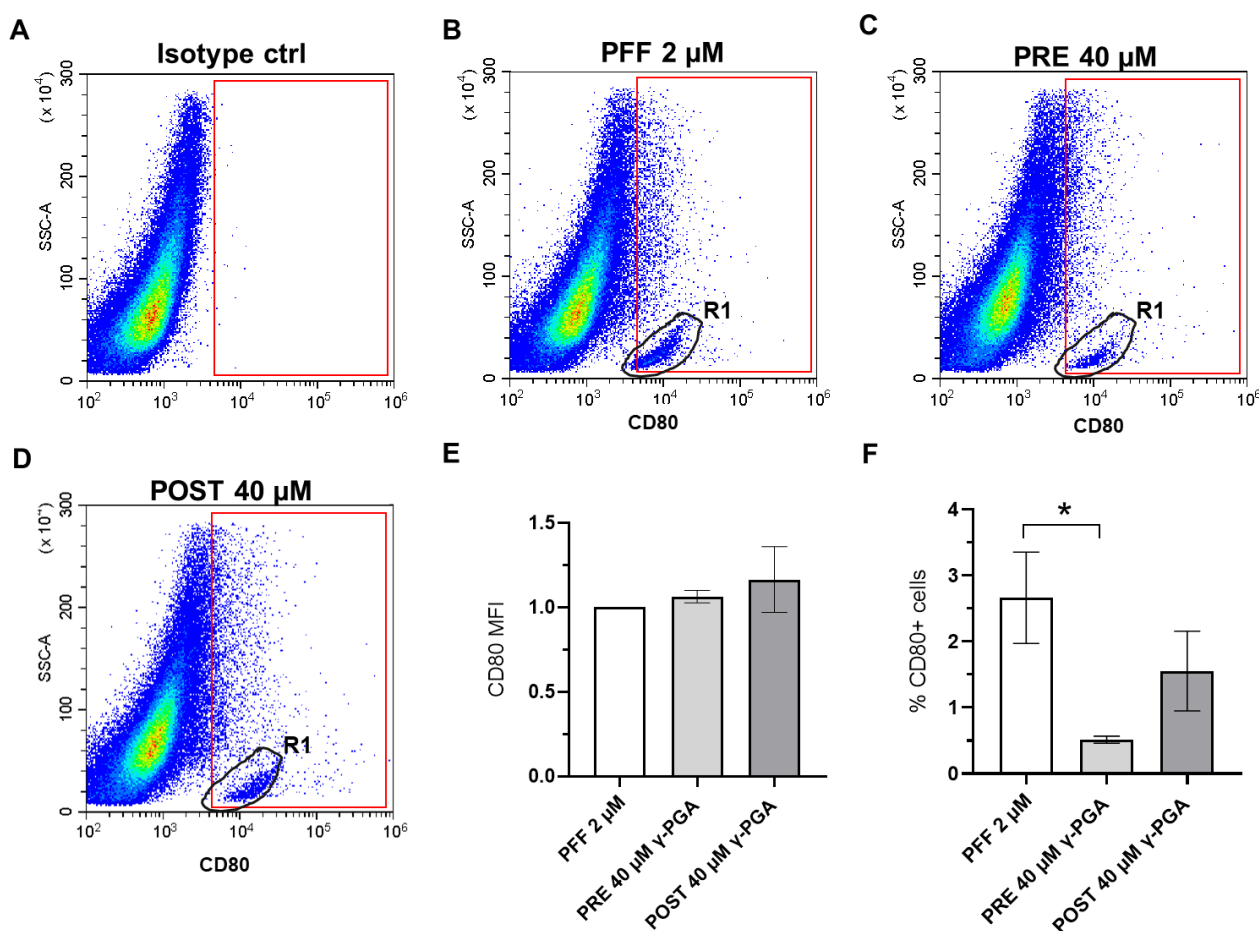 A
Isotype ctrl
300
(x 10⁴)
200
SSC-A
100
0
10² 10³ 10⁴ 10⁵ 10⁶
B
PFF 2 µM
300
(x 10⁴)
200
SSC-A
100
0
R1
10² 10³ 10⁴ 10⁵ 10⁶
CD80
C
PRE 40 µM
300
(x 10⁴)
200
SSC-A
100
0
R1
10² 10³ 10⁴ 10⁵ 10⁶
CD80
D
POST 40 µM
300
(x 10⁴)
200
SSC-A
100
0
R1
10² 10³ 10⁴ 10⁵ 10⁶
CD80
E
1.5
1.0
0.5
0.0
CD80 MFI
PFF 2 µM
PRE 40 µM γ-PGA
POST 40 µM γ-PGA
F
4
3
2
1
0
% CD80+ cells
*
PFF 2 µM
PRE 40 µM γ-PGA
POST 40 µM γ-PGA